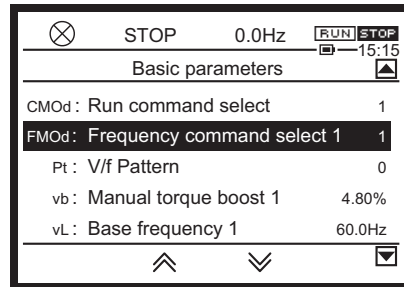 STOP 0.0Hz RUN STOP
15:15
Basic parameters
CMOd : Run command select 1
FMOd : Frequency command select 1 1
Pt : V/f Pattern 0
vb : Manual torque boost 1 4.80%
vL : Base frequency 1 60.0Hz